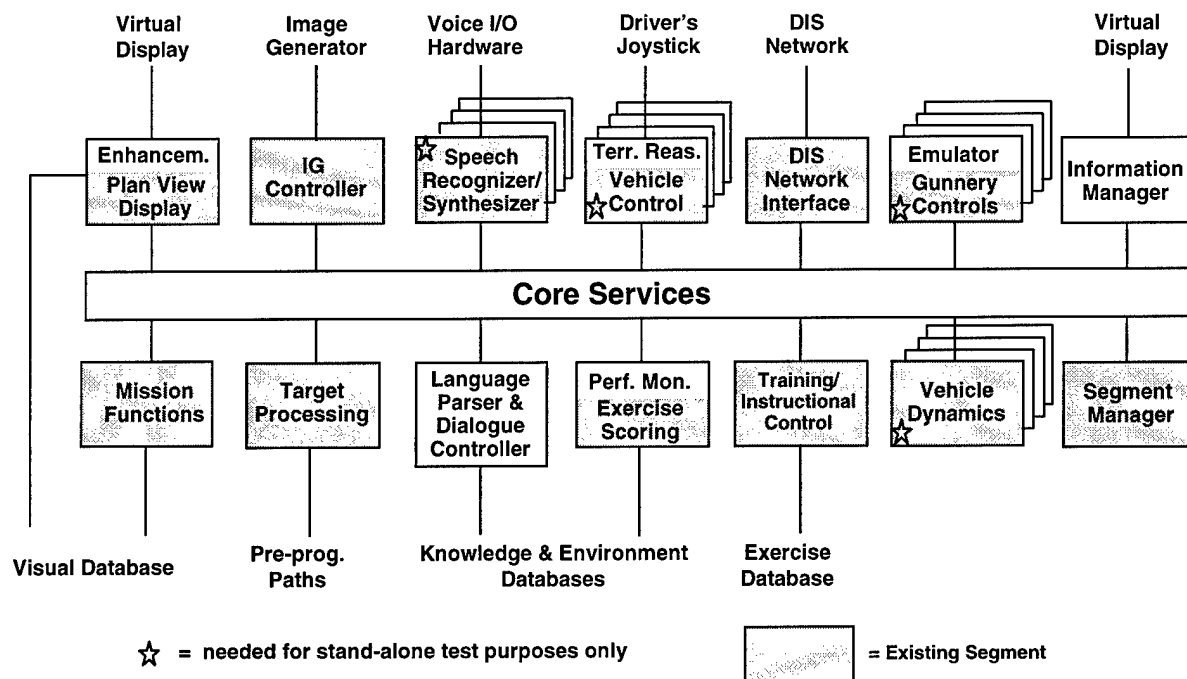 Virtual
Display
Image
Generator
Voice I/O
Hardware
Driver's
Joystick
DIS
Network
Virtual
Display
Enhancem.
Plan View
Display
IG
Controller
Speech
Recognizer/
Synthesizer
Terr. Reas.
Vehicle
Control
DIS
Network
Interface
Emulator
Gunnery
Controls
Information
Manager
Core Services
Mission
Functions
Target
Processing
Language
Parser &
Dialogue
Controller
Perf. Mon.
Exercise
Scoring
Training/
Instructional
Control
Vehicle
Dynamics
Segment
Manager
Visual Database
Pre-prog.
Paths
Knowledge & Environment
Databases
Exercise
Database
= needed for stand-alone test purposes only
= Existing Segment